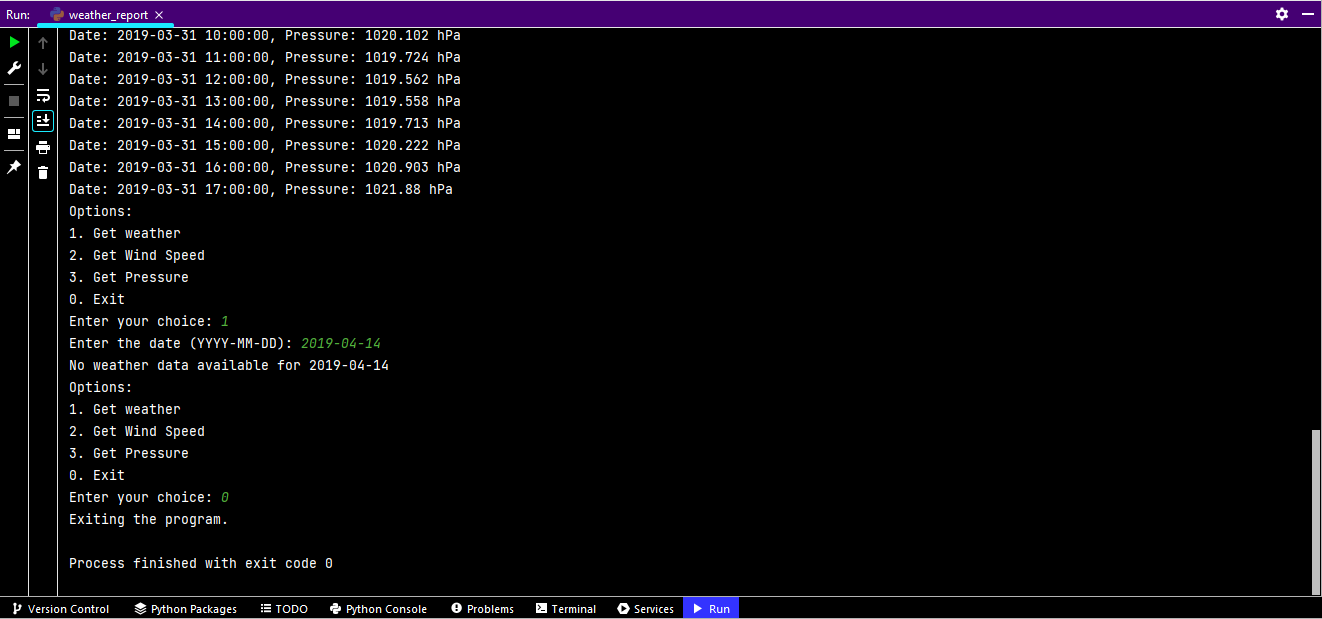 Run: weather_report
Date: 2019-03-31 10:00:00, Pressure: 1020.102 hPa
Date: 2019-03-31 11:00:00, Pressure: 1019.724 hPa
Date: 2019-03-31 12:00:00, Pressure: 1019.562 hPa
Date: 2019-03-31 13:00:00, Pressure: 1019.558 hPa
Date: 2019-03-31 14:00:00, Pressure: 1019.713 hPa
Date: 2019-03-31 15:00:00, Pressure: 1020.222 hPa
Date: 2019-03-31 16:00:00, Pressure: 1020.903 hPa
Date: 2019-03-31 17:00:00, Pressure: 1021.88 hPa
Options:
1. Get weather
2. Get Wind Speed
3. Get Pressure
0. Exit
Enter your choice: 1
Enter the date (YYYY-MM-DD): 2019-04-14
No weather data available for 2019-04-14
Options:
1. Get weather
2. Get Wind Speed
3. Get Pressure
0. Exit
Enter your choice: 0
Exiting the program.
Process finished with exit code 0
Version Control Python Packages TODO Python Console Problems Terminal Services Run